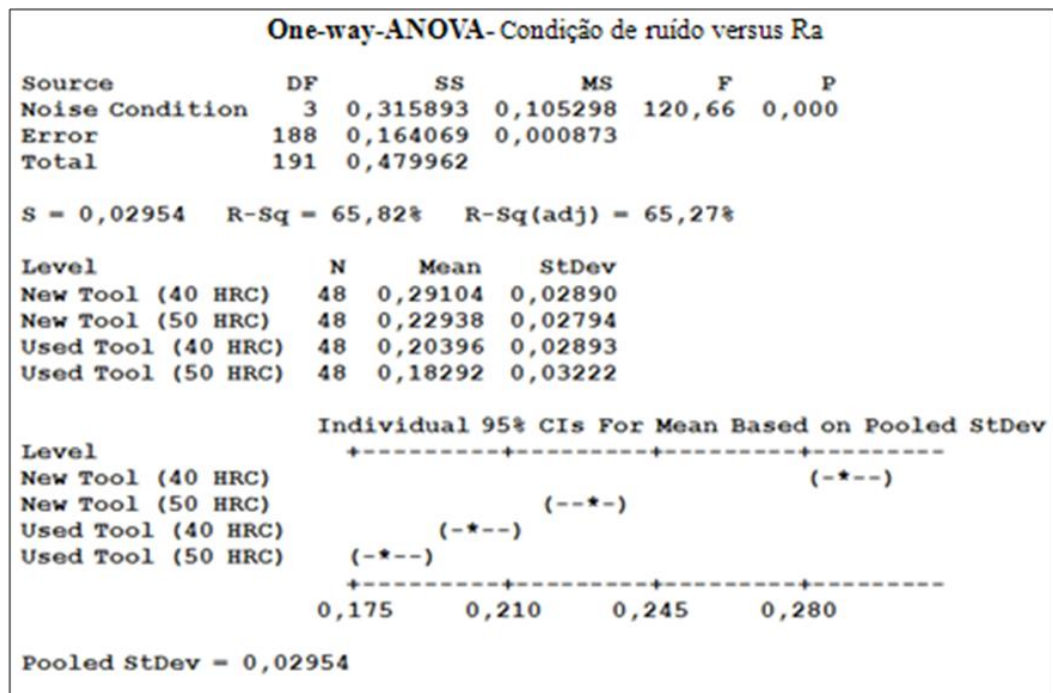 One-way-ANOVA- Condição de ruído versus Ra
Source DF SS MS F P
Noise Condition 3 0,315893 0,105298 120,66 0,000
Error 188 0,164069 0,000873
Total 191 0,479962
S = 0,02954 R-Sq = 65,82% R-Sq(adj) = 65,27%
Level N Mean StDev
New Tool (40 HRC) 48 0,29104 0,02890
New Tool (50 HRC) 48 0,22938 0,02794
Used Tool (40 HRC) 48 0,20396 0,02893
Used Tool (50 HRC) 48 0,18292 0,03222
Individual 95% CIs For Mean Based on Pooled StDev
Level +---------+---------+---------+---------
New Tool (40 HRC) (-*--)
New Tool (50 HRC) (--*-)
Used Tool (40 HRC) (-*--)
Used Tool (50 HRC) (-*--)
+---------+---------+---------+---------
0,175 0,210 0,245 0,280
Pooled StDev = 0,02954